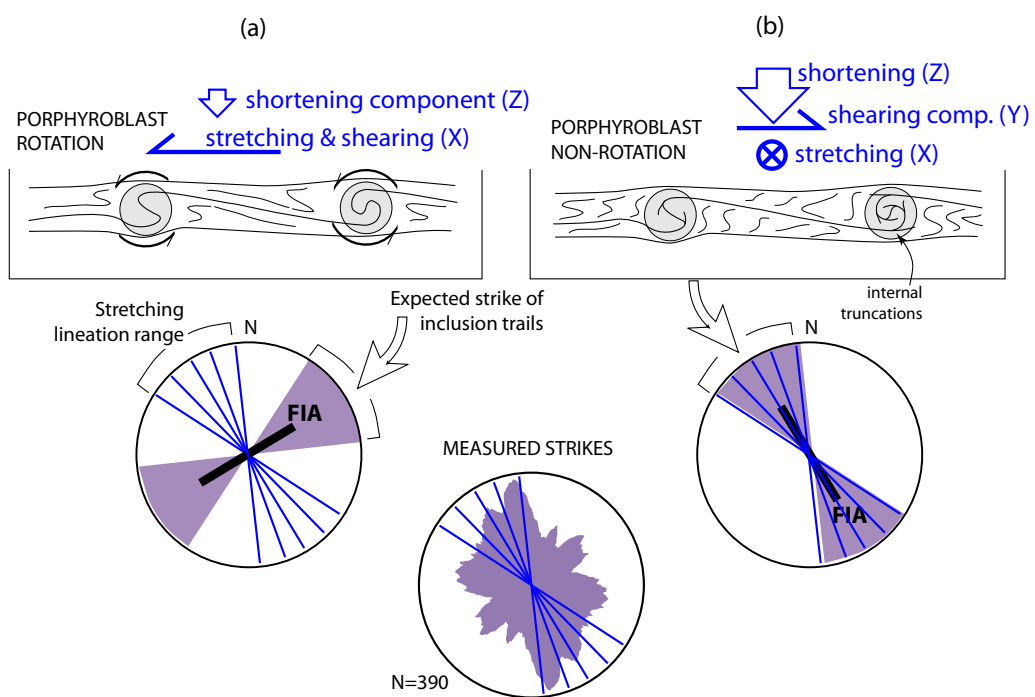 (a)
shortening component (Z)
PORPHYROBLAST
ROTATION
stretching & shearing (X)
(b)
shortening (Z)
shearing comp. (Y)
PORPHYROBLAST
NON-ROTATION
stretching (X)
internal
truncations
Stretching
lineation range
N
Expected strike of
inclusion trails
FIA
N
FIA
MEASURED STRIKES
N=390